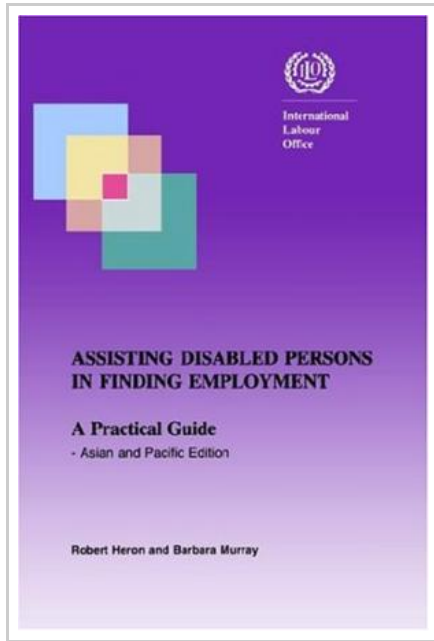 ILO
International
Labour
Office
ASSISTING DISABLED PERSONS
IN FINDING EMPLOYMENT
A Practical Guide
- Asian and Pacific Edition
Robert Heron and Barbara Murray